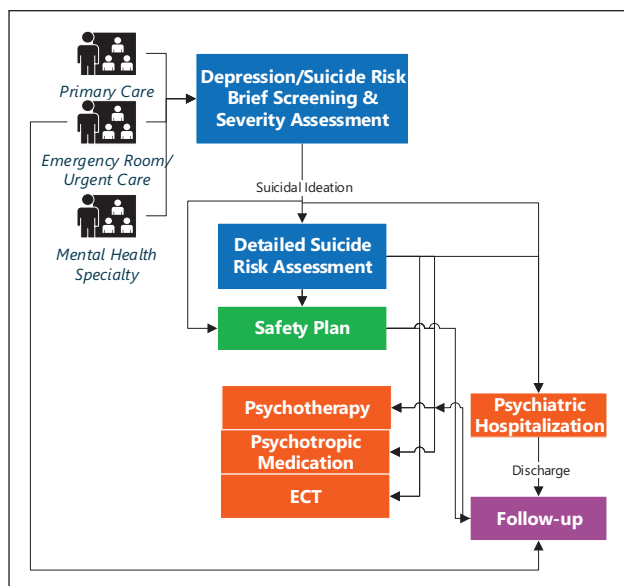 Primary Care
Emergency Room/
Urgent Care
Mental Health
Specialty
Depression/Suicide Risk
Brief Screening &
Severity Assessment
Suicidal Ideation
Detailed Suicide
Risk Assessment
Safety Plan
Psychotherapy
Psychotropic
Medication
ECT
Psychiatric
Hospitalization
Discharge
Follow-up